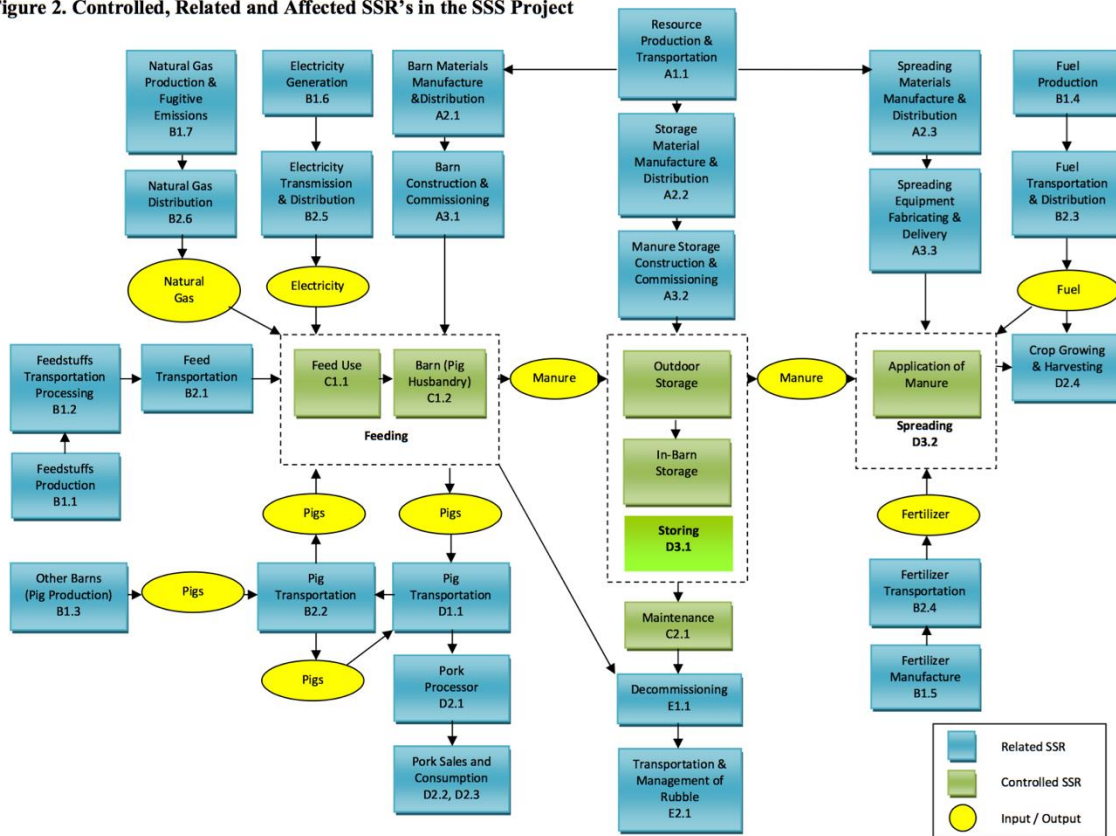 igure 2. Controlled, Related and Affected SSR's in the SSS Project
Natural Gas
Production &
Fugitive
Emissions
B1.7
Electricity
Generation
B1.6
Barn Materials
Manufacture
&Distribution
A2.1
Resource
Production &
Transportation
A1.1
Spreading
Materials
Manufacture &
Distribution
A2.3
Fuel
Production
B1.4
Natural Gas
Distribution
B2.6
Electricity
Transmission
& Distribution
B2.5
Barn
Construction &
Commissioning
A3.1
Storage
Material
Manufacture &
Distribution
A2.2
Spreading
Equipment
Fabricating &
Delivery
A3.3
Fuel
Transportation
& Distribution
B2.3
Manure Storage
Construction &
Commissioning
A3.2
Natural
Gas
Electricity
Fuel
Feedstuffs
Transportation
Processing
B1.2
Feed
Transportation
B2.1
Feed Use
C1.1
Barn (Pig
Husbandry)
C1.2
Feeding
Manure
Outdoor
Storage
In-Barn
Storage
Storing
D3.1
Manure
Application of
Manure
Spreading
D3.2
Crop Growing
& Harvesting
D2.4
Feedstuffs
Production
B1.1
Pigs
Pigs
Fertilizer
Other Barns
(Pig Production)
B1.3
Pigs
Pig
Transportation
B2.2
Pig
Transportation
D1.1
Maintenance
C2.1
Fertilizer
Transportation
B2.4
Pigs
Pork
Processor
D2.1
Decommissioning
E1.1
Fertilizer
Manufacture
B1.5
Pork Sales and
Consumption
D2.2, D2.3
Transportation &
Management of
Rubble
E2.1
Related SSR
Controlled SSR
Input / Output